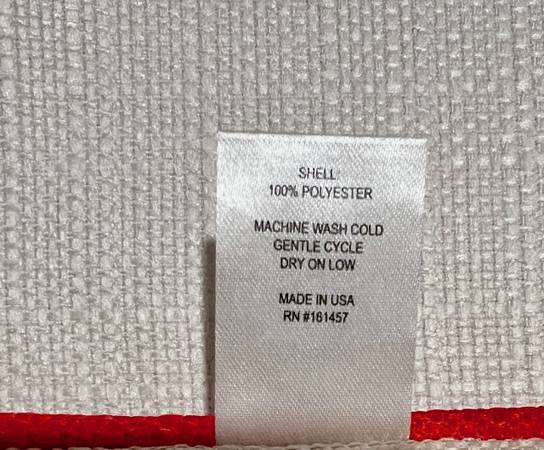 SHELL:
100% POLYESTER
MACHINE WASH COLD
GENTLE CYCLE
DRY ON LOW
MADE IN USA
RN #161457